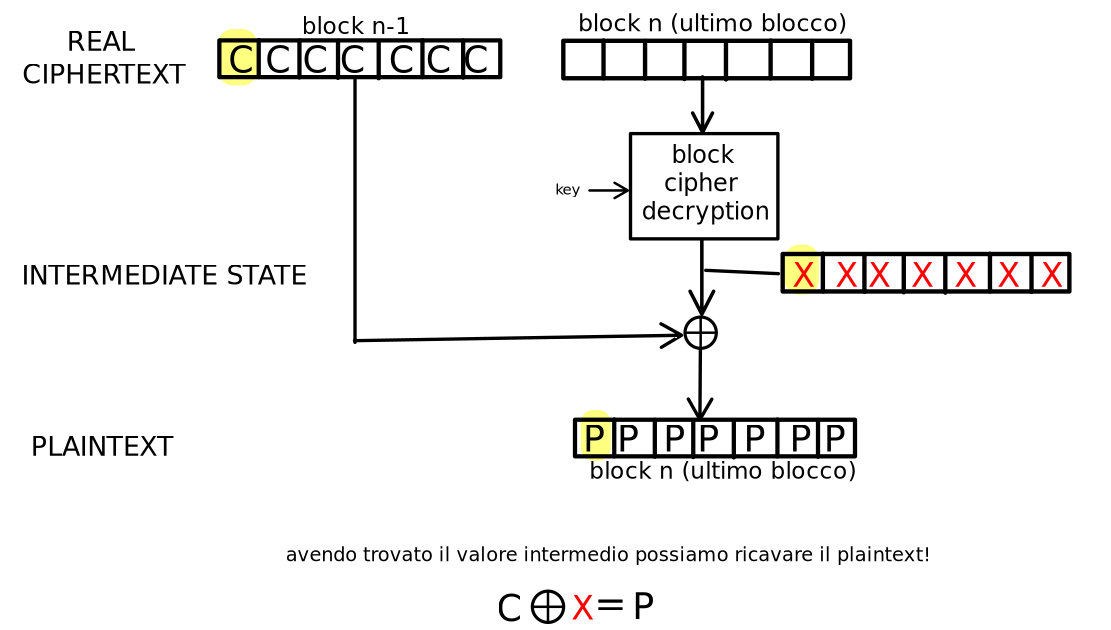 REAL
CIPHERTEXT
block n-1
C C C C C C C
block n (ultimo blocco)
block
cipher
decryption
key
INTERMEDIATE STATE
X X X X X X X
PLAINTEXT
P P P P P P P
block n (ultimo blocco)
avendo trovato il valore intermedio possiamo ricavare il plaintext!
C ⨁ X = P